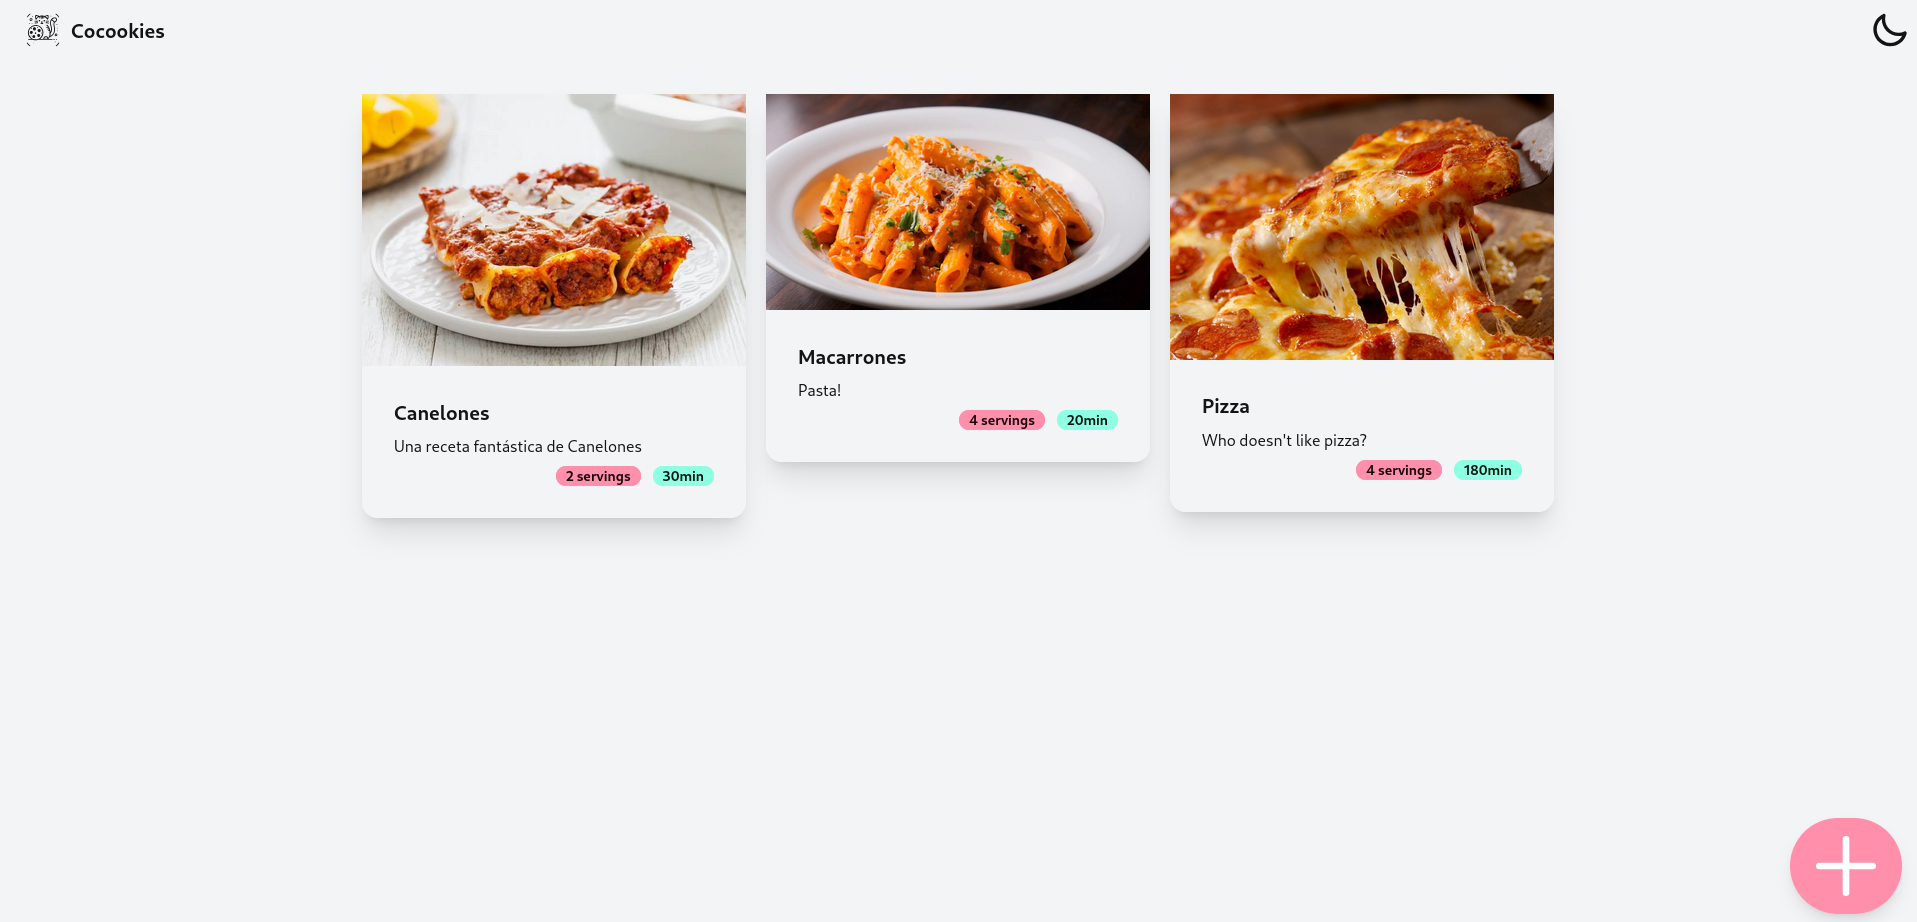 Cocookies
Canelones
Una receta fantástica de Canelones
2 servings 30min
Macarrones
Pasta!
4 servings 20min
Pizza
Who doesn't like pizza?
4 servings 180min